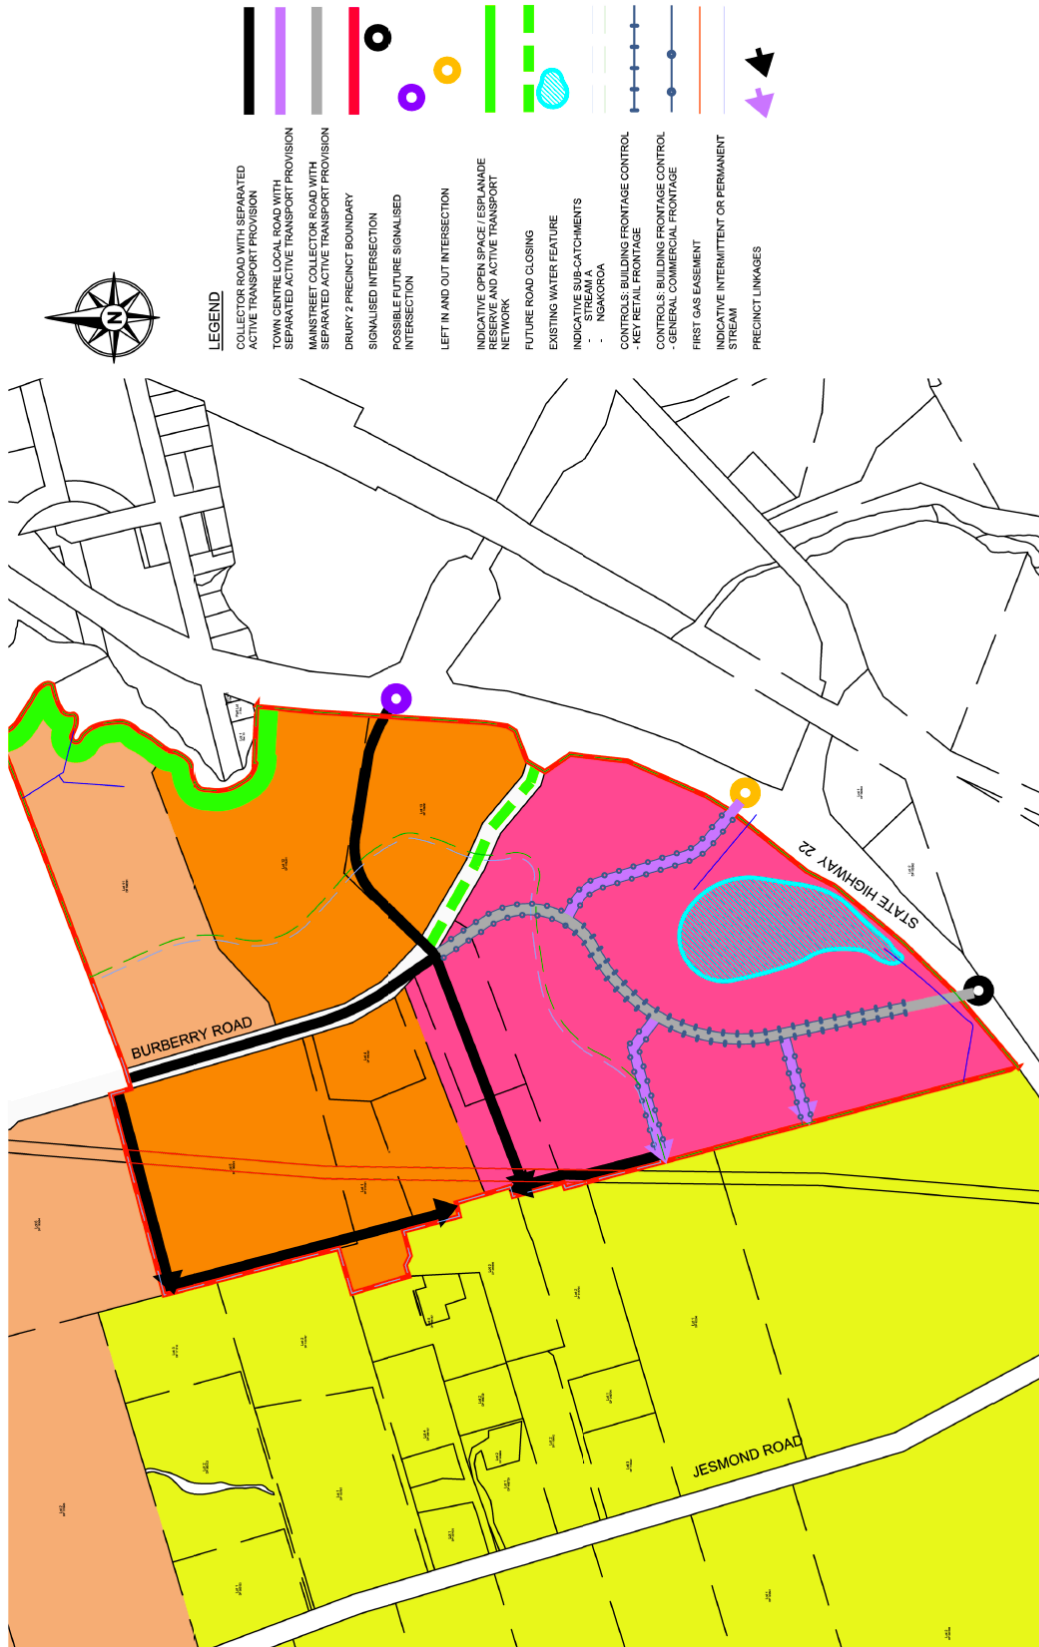 N
LEGEND
COLLECTOR ROAD WITH SEPARATED
ACTIVE TRANSPORT PROVISION
TOWN CENTRE LOCAL ROAD WITH
SEPARATED ACTIVE TRANSPORT PROVISION
MAINSTREET COLLECTOR ROAD WITH
SEPARATED ACTIVE TRANSPORT PROVISION
DRURY 2 PRECINCT BOUNDARY
SIGNALISED INTERSECTION
POSSIBLE FUTURE SIGNALISED
INTERSECTION
LEFT IN AND OUT INTERSECTION
INDICATIVE OPEN SPACE / ESPLANADE
RESERVE AND ACTIVE TRANSPORT
NETWORK
FUTURE ROAD CLOSING
EXISTING WATER FEATURE
INDICATIVE SUB-CATCHMENTS
- STREAM A
- NGAKOROA
CONTROLS: BUILDING FRONTAGE CONTROL
- KEY RETAIL FRONTAGE
CONTROLS: BUILDING FRONTAGE CONTROL
- GENERAL COMMERCIAL FRONTAGE
FIRST GAS EASEMENT
INDICATIVE INTERMITTENT OR PERMANENT
STREAM
PRECINCT LINKAGES
BURBERRY ROAD
STATE HIGHWAY 22
JESMOND ROAD